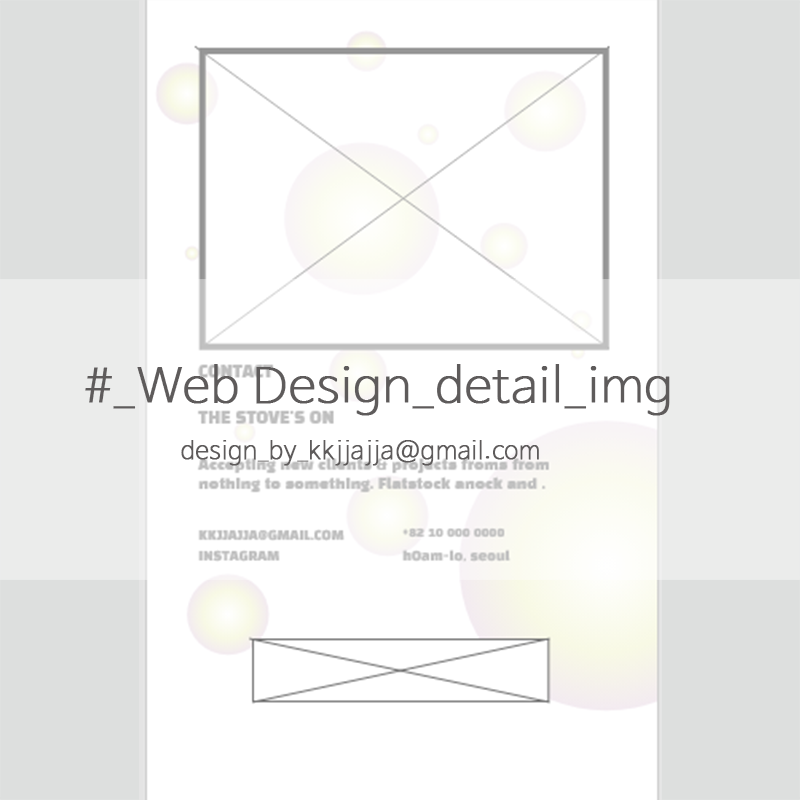 CONTACT
#_Web Design_detail_img
THE STOVE'S ON
design_by_kkjjajja@gmail.com
Accepting new clients & projects froms from
nothing to something. Flatstock anock and .
KKJJAJJA@GMAIL.COM
+82 10 000 0000
INSTAGRAM
h0am-lo. seoul